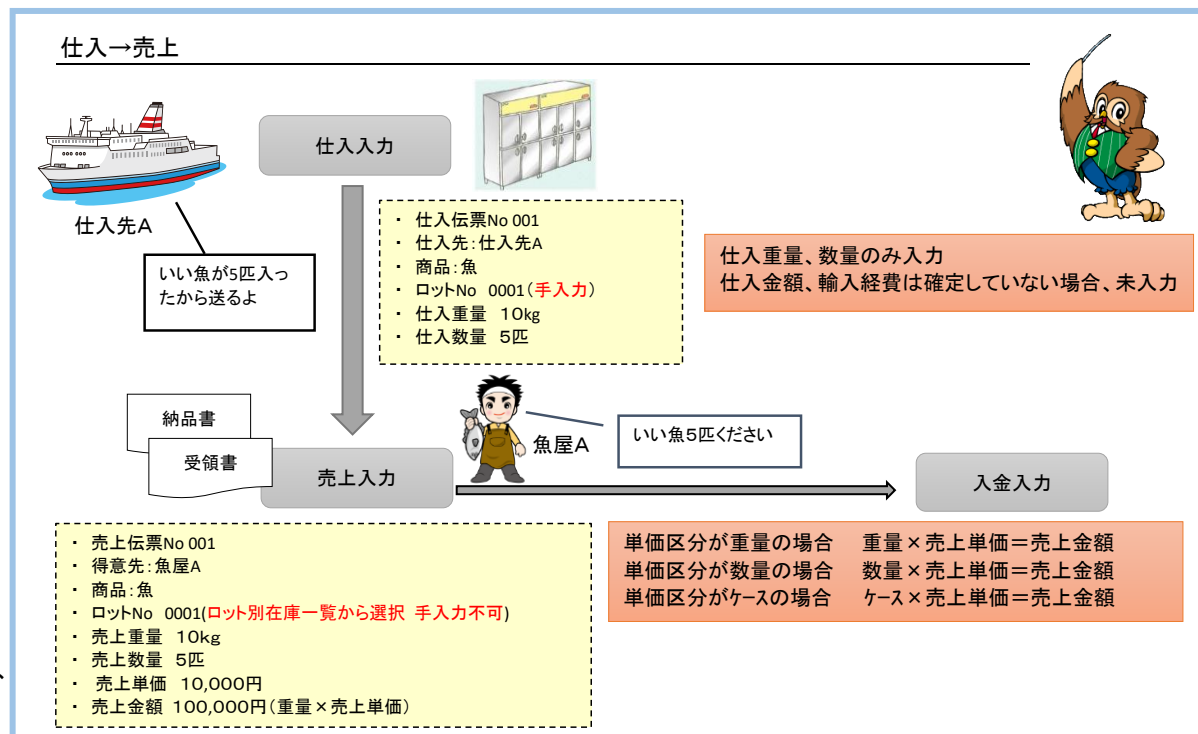 仕入→売上
仕入入力
仕入先A
いい魚が5匹入っ
たから送るよ
・ 仕入伝票No 001
・ 仕入先:仕入先A
・ 商品:魚
・ ロットNo 0001(手入力)
・ 仕入重量 10kg
・ 仕入数量 5匹
仕入重量、数量のみ入力
仕入金額、輸入経費は確定していない場合、未入力
納品書
受領書
売上入力
魚屋A
いい魚5匹ください
入金入力
・ 売上伝票No 001
・ 得意先:魚屋A
・ 商品:魚
・ ロットNo 0001(ロット別在庫一覧から選択 手入力不可)
・ 売上重量 10kg
・ 売上数量 5匹
・ 売上単価 10,000円
・ 売上金額 100,000円(重量×売上単価)
単価区分が重量の場合 重量×売上単価=売上金額
単価区分が数量の場合 数量×売上単価=売上金額
単価区分がケースの場合 ケース×売上単価=売上金額
、